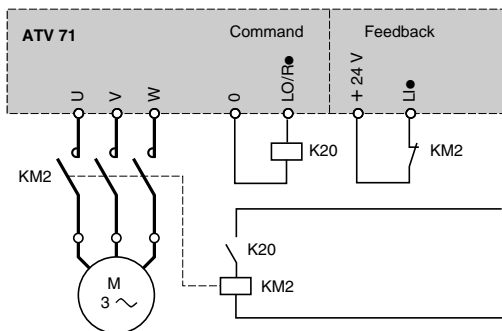 ATV 71
Command
Feedback
U
V
W
0
LO/R●
+ 24 V
LI●
KM2
K20
KM2
K20
KM2
M
3 ~